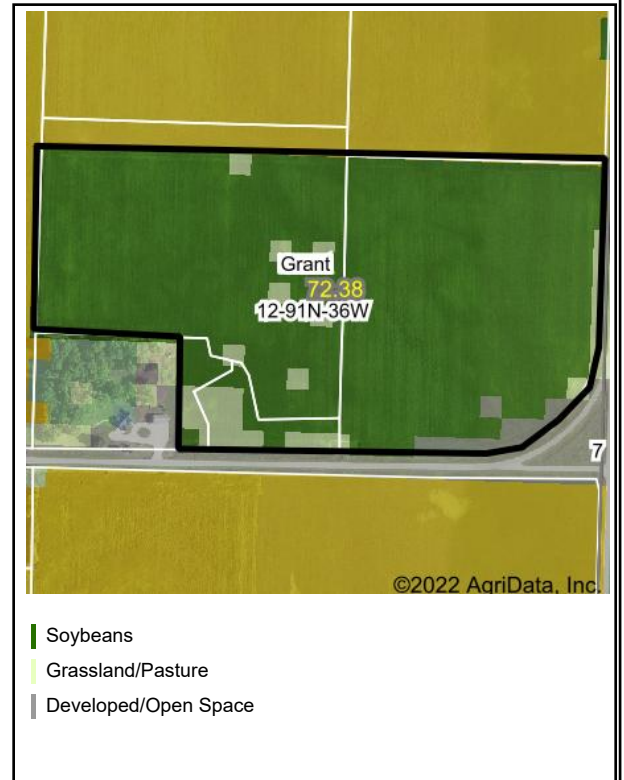 Grant
72.38
12-91N-36W
7
©2022 AgriData, Inc.
Soybeans
Grassland/Pasture
Developed/Open Space